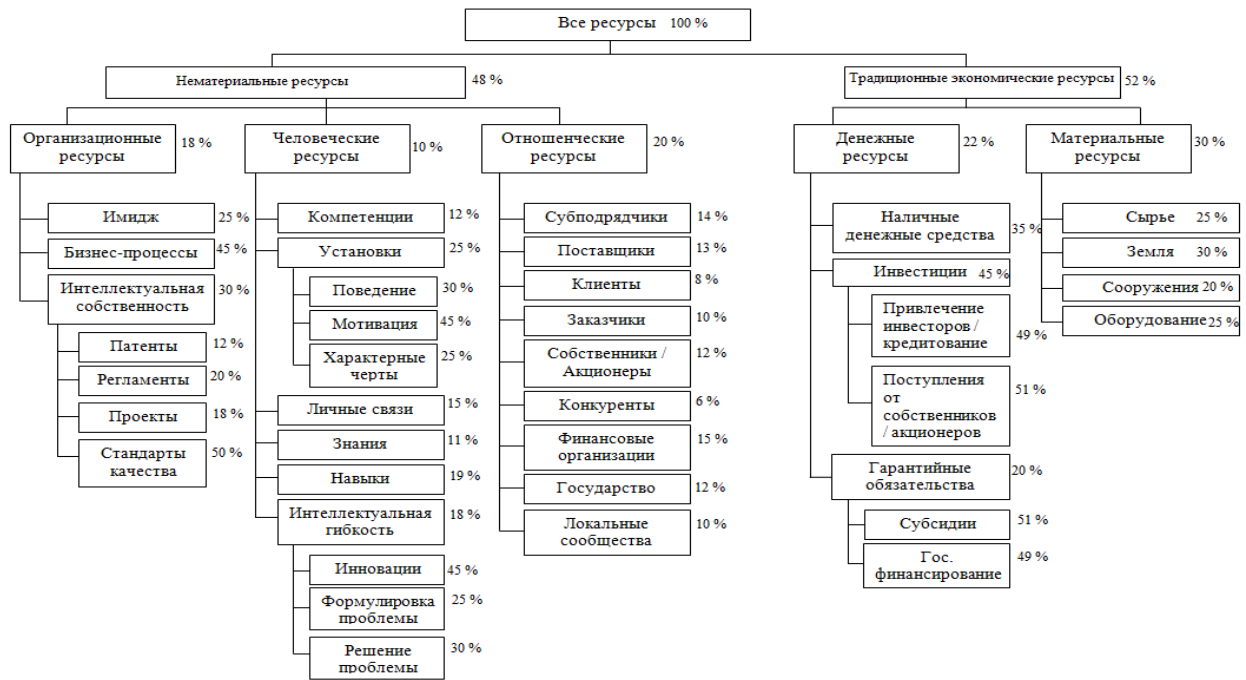 Все ресурсы 100 %
Нематериальные ресурсы 48 %
Традиционные экономические ресурсы 52 %
Организационные
ресурсы
18 %
Человеческие
ресурсы
10 %
Отношенческие
ресурсы
20 %
Денежные
ресурсы
22 %
Материальные
ресурсы
30 %
Имидж 25 %
Бизнес-процессы 45 %
Интеллектуальная
собственность
30 %
Патенты 12 %
Регламенты 20 %
Проекты 18 %
Стандарты
качества
50 %
Компетенции 12 %
Установки 25 %
Поведение 30 %
Мотивация 45 %
Характерные
черты
25 %
Личные связи 15 %
Знания 11 %
Навыки 19 %
Интеллектуальная
гибкость
18 %
Инновации 45 %
Формулировка
проблемы
25 %
Решение
проблемы
30 %
Субподрядчики 14 %
Поставщики 13 %
Клиенты 8 %
Заказчики 10 %
Собственники /
Акционеры
12 %
Конкуренты 6 %
Финансовые
организации
15 %
Государство 12 %
Локальные
сообщества
10 %
Наличные
денежные средства
35 %
Инвестиции 45 %
Привлечение
инвесторов /
кредитование
49 %
Поступления
от
собственников
/ акционеров
51 %
Гарантийные
обязательства
20 %
Субсидии 51 %
Гос.
финансирование
49 %
Сырье 25 %
Земля 30 %
Сооружения 20 %
Оборудование 25 %